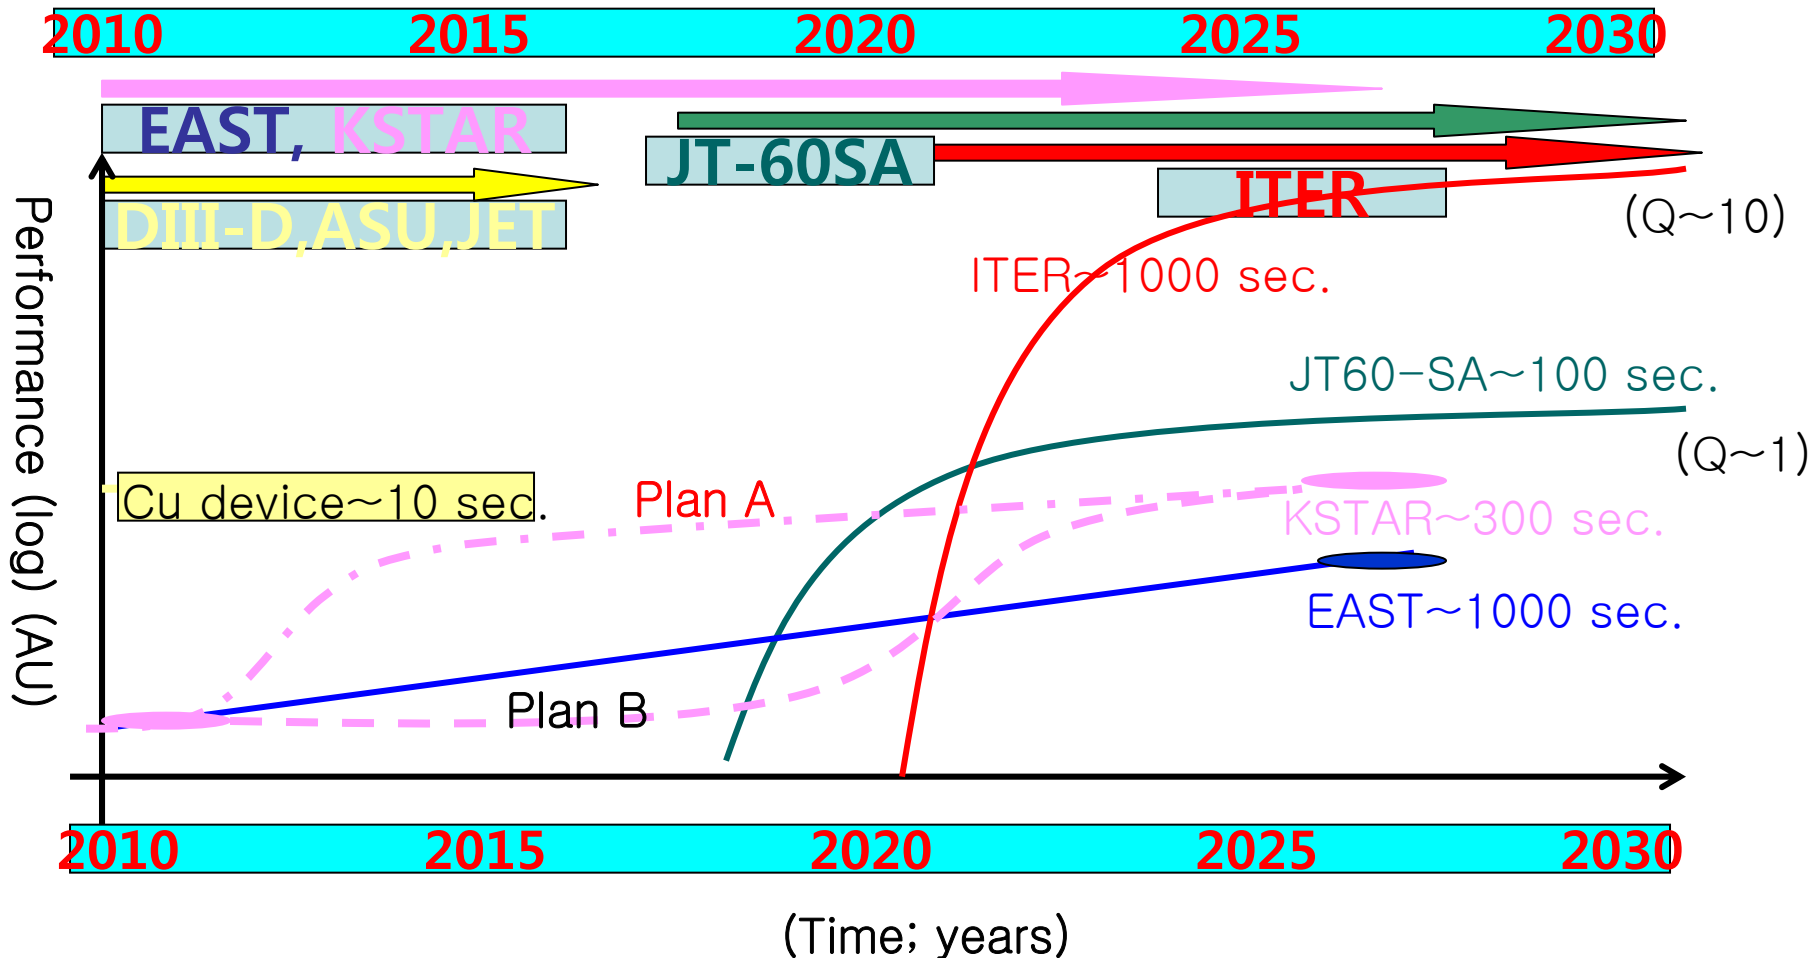 2010 2015 2020 2025 2030
EAST, KSTAR
JT-60SA
ITER
DIII-D,ASU,JET
(Q~10)
ITER~1000 sec.
JT60-SA~100 sec.
(Q~1)
Cu device~10 sec.
Plan A
KSTAR~300 sec.
EAST~1000 sec.
Plan B
Performance (log) (AU)
2010 2015 2020 2025 2030
(Time; years)